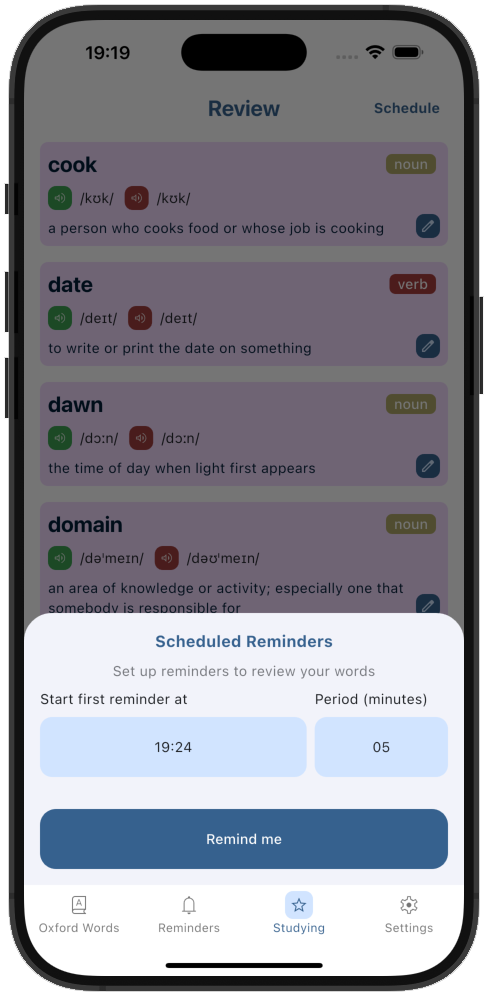 19:19
Review
Schedule
cook
noun
/kʊk/ /kʊk/
a person who cooks food or whose job is cooking
date
verb
/deɪt/ /deɪt/
to write or print the date on something
dawn
noun
/dɔːn/ /dɔːn/
the time of day when light first appears
domain
noun
/dəˈmeɪn/ /dəʊˈmeɪn/
an area of knowledge or activity; especially one that
somebody is responsible for
Scheduled Reminders
Set up reminders to review your words
Start first reminder at
Period (minutes)
19:24
05
Remind me
A
Oxford Words
Reminders
Studying
Settings